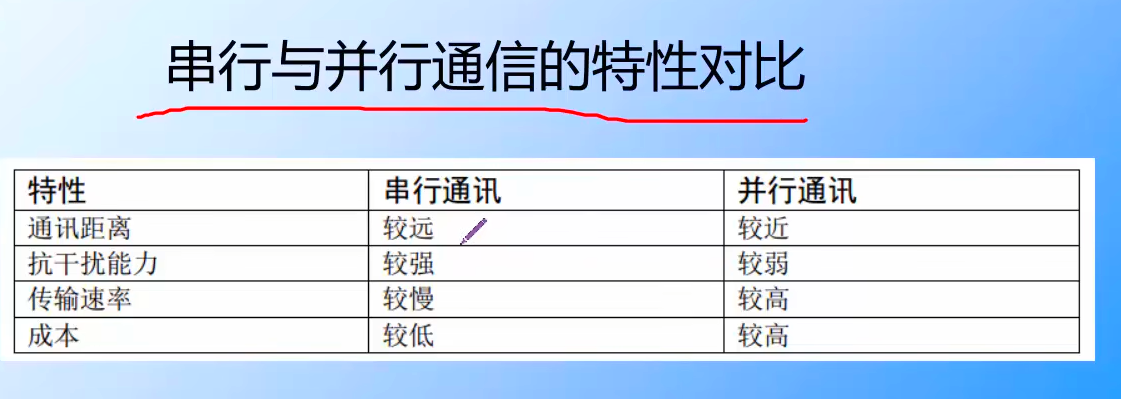 串行与并行通信的特性对比
特性 串行通讯 并行通讯
通讯距离 较远 较近
抗干扰能力 较强 较弱
传输速率 较慢 较高
成本 较低 较高